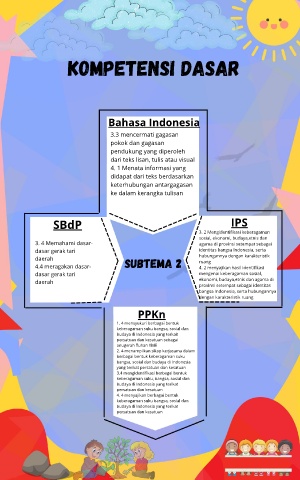 KOMPETENSI DASAR
Bahasa Indonesia
3.3 mencermati gagasan
pokok dan gagasan
pendukung yang diperoleh
dari teks lisan, tulis atau visual
4. 1 Menata informasi yang
didapat dari teks berdasarkan
keterhubungan antargagasan
ke dalam kerangka tulisan
SBdP
3. 4 Memahami dasar-
dasar gerak tari
daerah
4.4 meragakan dasar-
dasar gerak tari
daerah
SUBTEMA 2
IPS
3. 2 Mengidentifikasi keberagaman
sosial, ekonomi, budaya, etnis dan
agama di provinsi setempat sebagai
identitas bangsa Indonesia, serta
hubungannya dengan karakteristik
ruang
4. 2 menyajikan hasil identifikasi
mengenai keberagaman sosial,
ekonomi, budaya, etnis dan agama di
provinsi setempat sebagai identitas
bangsa Indonesia, serta hubungannya
dengan karakteristik ruang
PPKn
1. 4 mensyukuri berbagai bentuk
keberagaman suku bangsa, sosial dan
budaya di Indonesia yang terikat
persatuan dan kesatuan sebagai
anugerah Tuhan YME
2. 4 menampilkan sikap kerjasama dalam
berbagai bentuk keberagaman suku
bangsa, sosial dan budaya di Indonesia
yang terikat persatuan dan kesatuan
3.4 mengidentifikasi berbagai bentuk
keberagaman suku bangsa, sosial dan
budaya di Indonesia yang terikat
persatuan dan kesatuan
4. 4 menyajikan berbagai bentuk
keberagaman suku bangsa, sosial dan
budaya di Indonesia yang terikat
persatuan dan kesatuan